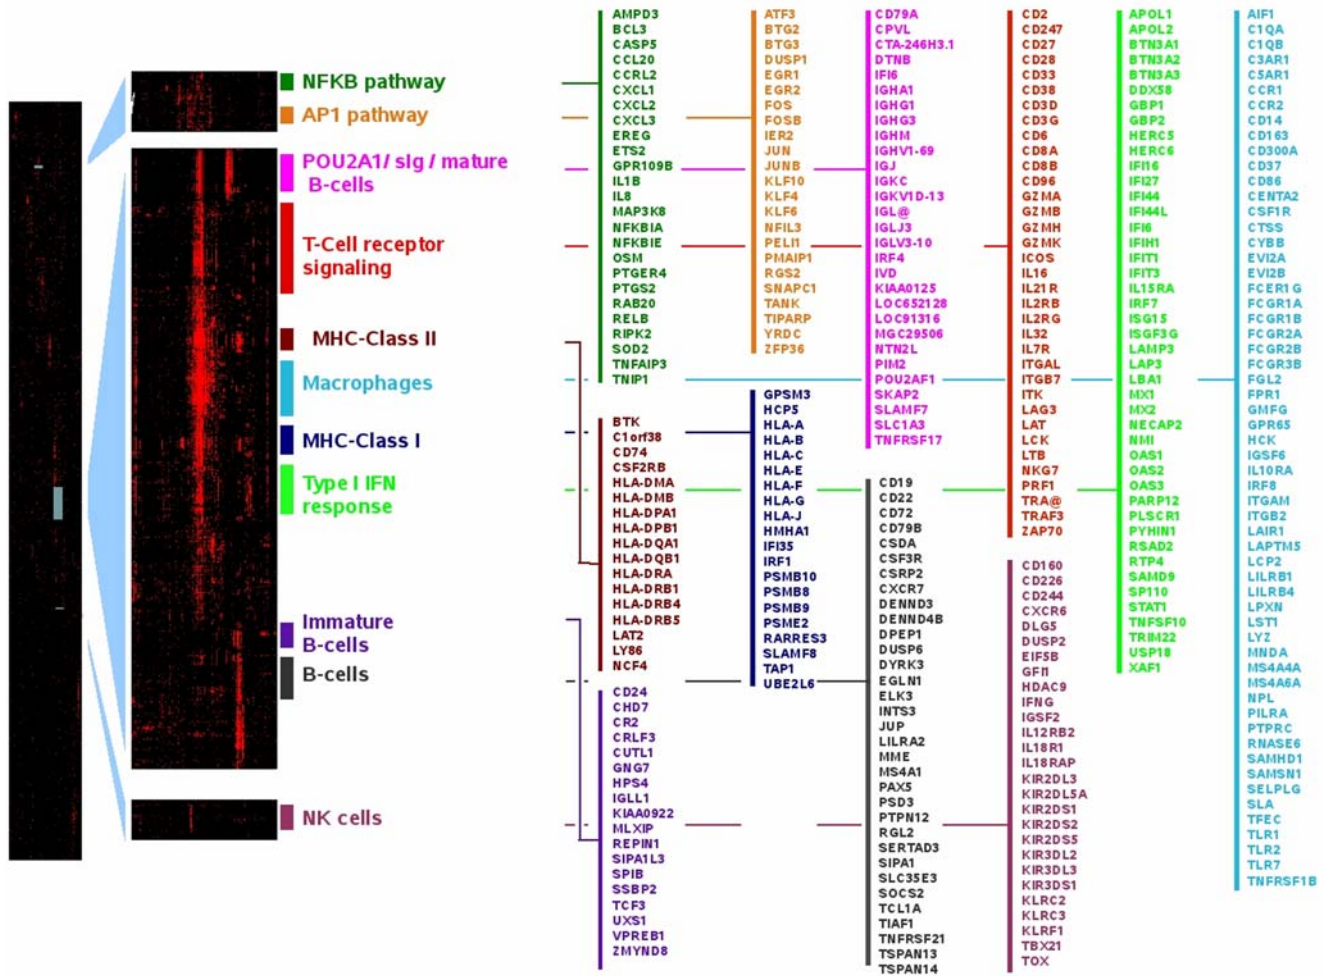 NFKB pathway
AP1 pathway
POU2A1/ sIg / mature
B-cells
T-Cell receptor
signaling
MHC-Class II
Macrophages
MHC-Class I
Type I IFN
response
Immature
B-cells
B-cells
NK cells
AMPD3
BCL3
CASP5
CCL20
CCRL2
CXCL1
CXCL2
CXCL3
EREG
ETS2
GPR109B
IL1B
IL8
MAP3K8
NFKBIA
NFKBIE
OSM
PTGER4
PTGS2
RAB20
RELB
RIPK2
SOD2
TNFAIP3
TNIP1
BTK
C1orf38
CD74
CSF2RB
HLA-DMA
HLA-DMB
HLA-DPA1
HLA-DPB1
HLA-DQA1
HLA-DQB1
HLA-DRA
HLA-DRB1
HLA-DRB4
HLA-DRB5
LAT2
LY86
NCF4
CD24
CHD7
CR2
CRLF3
CUTL1
GNG7
HPS4
IGLL1
KIAA0922
MLXIP
REPIN1
SIPA1L3
SPIB
SSBP2
TCF3
UXS1
VPREB1
ZMYND8
ATF3
BTG2
BTG3
DUSP1
EGR1
EGR2
FOS
FOSB
IER2
JUN
JUNB
KLF10
KLF4
KLF6
NFIL3
PELI1
PMAIP1
RGS2
SNAPC1
TANK
TIPARP
YRDC
ZFP36
GPSM3
HCP5
HLA-A
HLA-B
HLA-C
HLA-E
HLA-F
HLA-G
HLA-J
HMHA1
IFI35
IRF1
PSMB10
PSMB8
PSMB9
PSME2
RARRES3
SLAMF8
TAP1
UBE2L6
CD79A
CPVL
CTA-246H3.1
DTNB
IFI6
IGHA1
IGHG1
IGHG3
IGHM
IGHV1-69
IGJ
IGKC
IGKV1D-13
IGL@
IGLJ3
IGLV3-10
IRF4
IVD
KIAA0125
LOC652128
LOC91316
MGC29506
NTN2L
PIM2
POU2AF1
SKAP2
SLAMF7
SLC1A3
TNFRSF17
CD19
CD22
CD72
CD79B
CSDA
CSF3R
CSRP2
CXCR7
DENND3
DENND4B
DPEP1
DUSP6
DYRK3
EGLN1
ELK3
INTS3
JUP
LILRA2
MME
MS4A1
PAX5
PSD3
PTPN12
RGL2
SERTAD3
SIPA1
SLC35E3
SOCS2
TCL1A
TIAF1
TNFRSF21
TSPAN13
TSPAN14
CD2
CD247
CD27
CD28
CD33
CD38
CD3D
CD3G
CD6
CD8A
CD8B
CD96
GZMA
GZMB
GZMH
GZMK
ICOS
IL16
IL21R
IL2RB
IL2RG
IL32
IL7R
ITGAL
ITGB7
ITK
LAG3
LAT
LCK
LTB
NKG7
PRF1
TRA@
TRAF3
ZAP70
CD160
CD226
CD244
CXCR6
DLG5
DUSP2
EIF5B
GFI1
HDAC9
IFNG
IGSF2
IL12RB2
IL18R1
IL18RAP
KIR2DL3
KIR2DL5A
KIR2DS1
KIR2DS2
KIR2DS5
KIR3DL2
KIR3DL3
KIR3DS1
KLRC2
KLRC3
KLRF1
TBX21
TOX
APOL1
APOL2
BTN3A1
BTN3A2
BTN3A3
DDX58
GBP1
GBP2
HERC5
HERC6
IFI16
IFI27
IFI44
IFI44L
IFI6
IFIH1
IFIT1
IFIT3
IL15RA
IRF7
ISG15
ISGF3G
LAMP3
LAP3
LBA1
MX1
MX2
NECAP2
NMI
OAS1
OAS2
OAS3
PARP12
PLSCR1
PYHIN1
RSAD2
RTP4
SAMD9
SP110
STAT1
TNFSF10
TRIM22
USP18
XAF1
AIF1
C1QA
C1QB
C3AR1
C5AR1
CCR1
CCR2
CD14
CD163
CD300A
CD37
CD86
CENTA2
CSF1R
CTSS
CYBB
EVI2A
EVI2B
FCER1G
FCGR1A
FCGR1B
FCGR2A
FCGR2B
FCGR3B
FGL2
FPR1
GMFG
GPR65
HCK
IGSF6
IL10RA
IRF8
ITGAM
ITGB2
LAIR1
LAPTM5
LCP2
LILRB1
LILRB4
LPXN
LST1
LYZ
MNDA
MS4A4A
MS4A6A
NPL
PILRA
PTPRC
RNASE6
SAMHD1
SAMSN1
SELPLG
SLA
TFEC
TLR1
TLR2
TLR7
TNFRSF1B